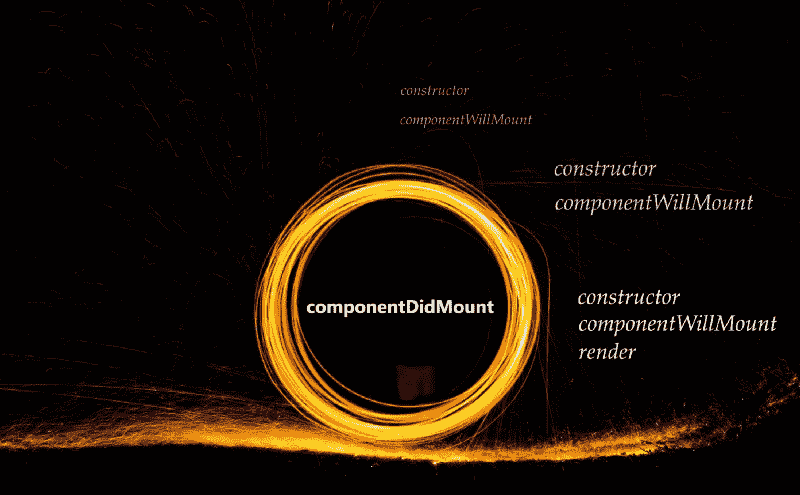 constructor
componentWillMount
constructor
componentWillMount
componentDidMount
constructor
componentWillMount
render